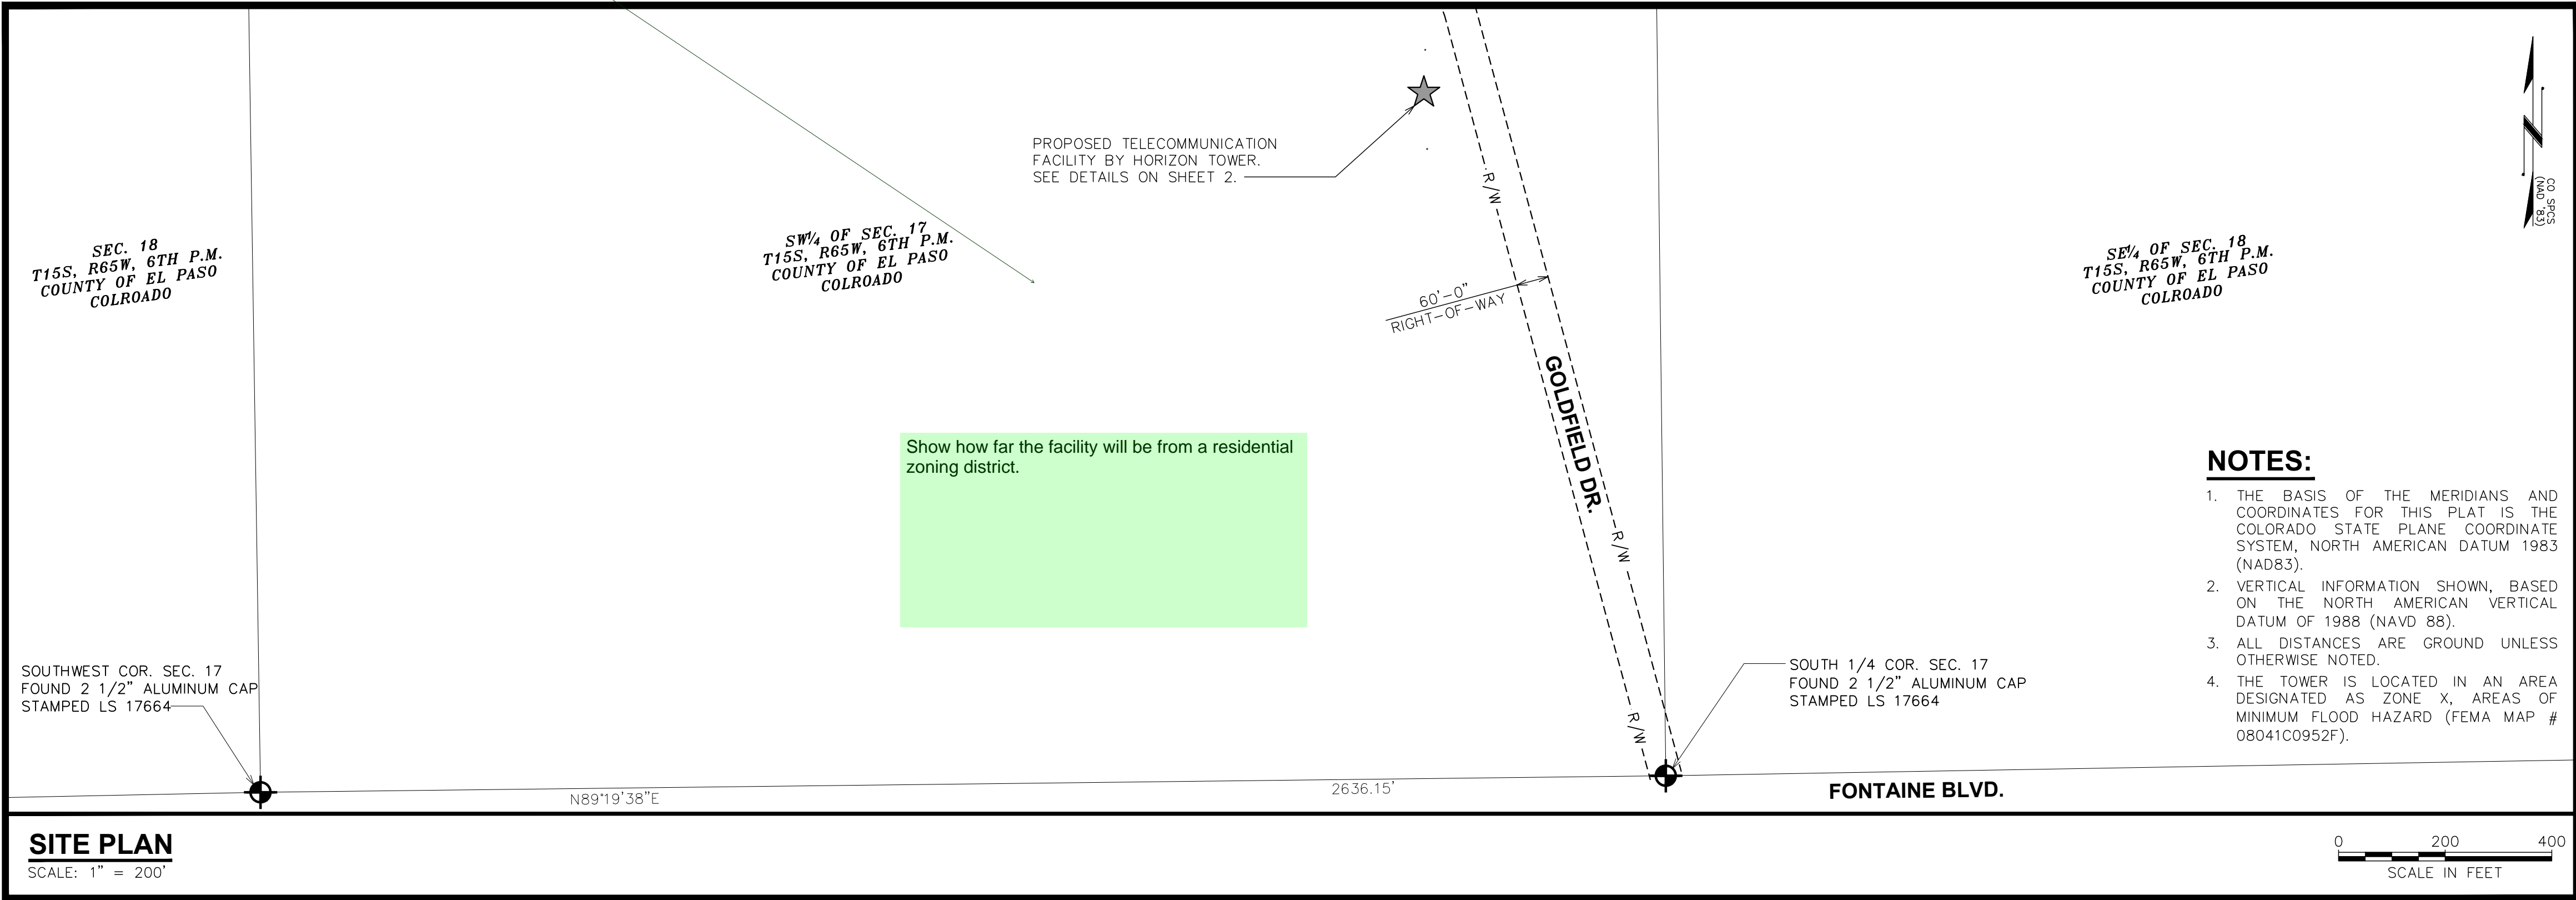 SEC. 18
T15S, R65W, 6TH P.M.
COUNTY OF EL PASO
COLROADO
SW¼ OF SEC. 17
T15S, R65W, 6TH P.M.
COUNTY OF EL PASO
COLROADO
PROPOSED TELECOMMUNICATION
FACILITY BY HORIZON TOWER.
SEE DETAILS ON SHEET 2.
R/W
60'-0"
RIGHT-OF-WAY
GOLDFIELD DR.
R/W
R/W
SE¼ OF SEC. 18
T15S, R65W, 6TH P.M.
COUNTY OF EL PASO
COLROADO
CO SPCS
(NAD '83)
Show how far the facility will be from a residential
zoning district.
NOTES:
1. THE BASIS OF THE MERIDIANS AND
COORDINATES FOR THIS PLAT IS THE
COLORADO STATE PLANE COORDINATE
SYSTEM, NORTH AMERICAN DATUM 1983
(NAD83).
2. VERTICAL INFORMATION SHOWN, BASED
ON THE NORTH AMERICAN VERTICAL
DATUM OF 1988 (NAVD 88).
3. ALL DISTANCES ARE GROUND UNLESS
OTHERWISE NOTED.
4. THE TOWER IS LOCATED IN AN AREA
DESIGNATED AS ZONE X, AREAS OF
MINIMUM FLOOD HAZARD (FEMA MAP #
08041C0952F).
SOUTHWEST COR. SEC. 17
FOUND 2 1/2" ALUMINUM CAP
STAMPED LS 17664
SOUTH 1/4 COR. SEC. 17
FOUND 2 1/2" ALUMINUM CAP
STAMPED LS 17664
N89°19'38"E
2636.15'
FONTAINE BLVD.
SITE PLAN
SCALE: 1" = 200'
0 200 400
SCALE IN FEET